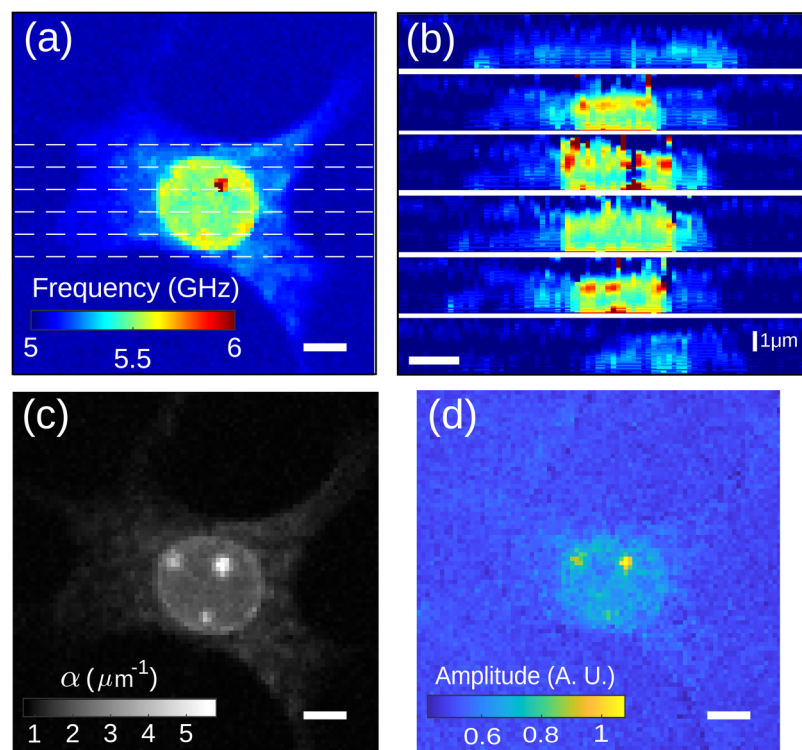 (a)
Frequency (GHz)
5 5.5 6
(b)
1μm
(c)
α (μm⁻¹)
1 2 3 4 5
(d)
Amplitude (A. U.)
0.6 0.8 1